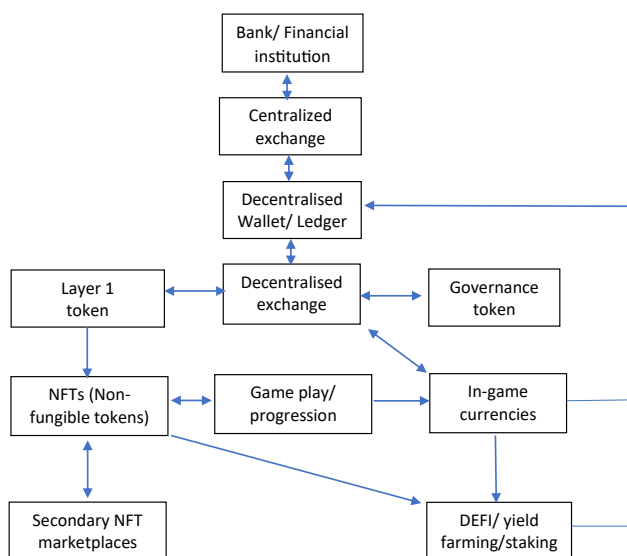 Bank/ Financial
institution
Centralized
exchange
Decentralised
Wallet/ Ledger
Layer 1
token
Decentralised
exchange
Governance
token
NFTs (Non-
fungible tokens)
Game play/
progression
In-game
currencies
Secondary NFT
marketplaces
DEFI/ yield
farming/staking